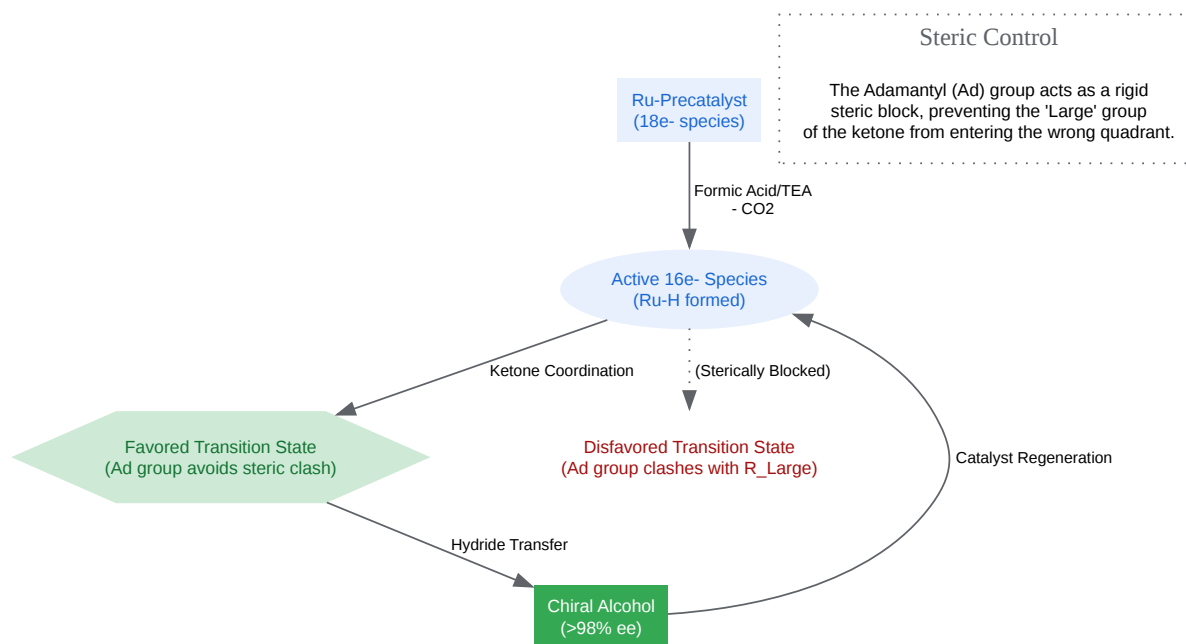 Steric Control
The Adamantyl (Ad) group acts as a rigid
steric block, preventing the 'Large' group
of the ketone from entering the wrong quadrant.
Ru-Precatalyst
(18e- species)
Formic Acid/TEA
- CO2
Active 16e- Species
(Ru-H formed)
Ketone Coordination
(Sterically Blocked)
Favored Transition State
(Ad group avoids steric clash)
Disfavored Transition State
(Ad group clashes with R_Large)
Catalyst Regeneration
Hydride Transfer
Chiral Alcohol
(>98% ee)